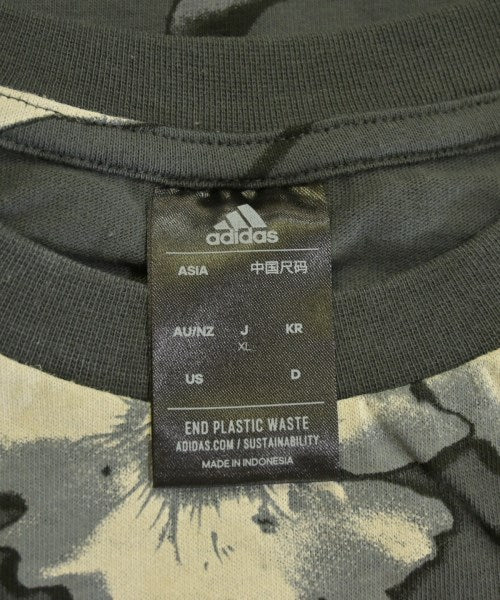 adidas
ASIA 中国尺码
AU/NZ J KR
XL
US D
END PLASTIC WASTE
ADIDAS.COM / SUSTAINABILITY
MADE IN INDONESIA